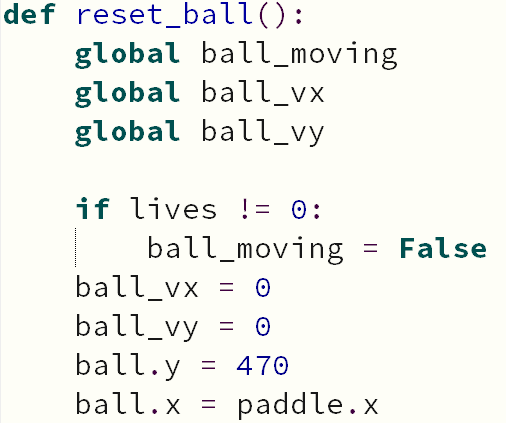 def reset_ball():
    global ball_moving
    global ball_vx
    global ball_vy

    if lives != 0:
        ball_moving = False
    ball_vx = 0
    ball_vy = 0
    ball.y = 470
    ball.x = paddle.x